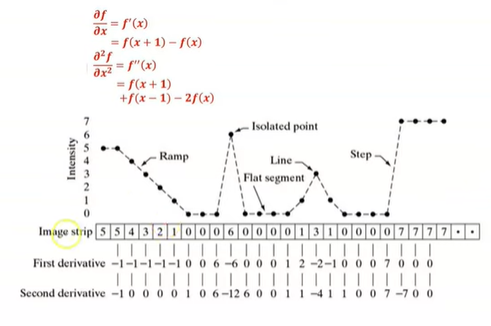 ∂f/∂x = f′(x)
= f(x + 1) − f(x)
∂²f/∂x² = f″(x)
= f(x + 1)
+f(x − 1) − 2f(x)
7
6
5
4
3
2
1
0
Intensity
Isolated point
Ramp
Line
Step
Flat segment
Image strip 5 5 4 3 2 1 0 0 0 6 0 0 0 0 1 3 1 0 0 0 0 7 7 7 7 • •
First derivative −1 −1 −1 −1 −1 0 0 6 −6 0 0 0 1 2 −2 −1 0 0 0 7 0 0 0
Second derivative −1 0 0 0 0 1 0 6 −12 6 0 0 1 1 −4 1 1 0 0 7 −7 0 0